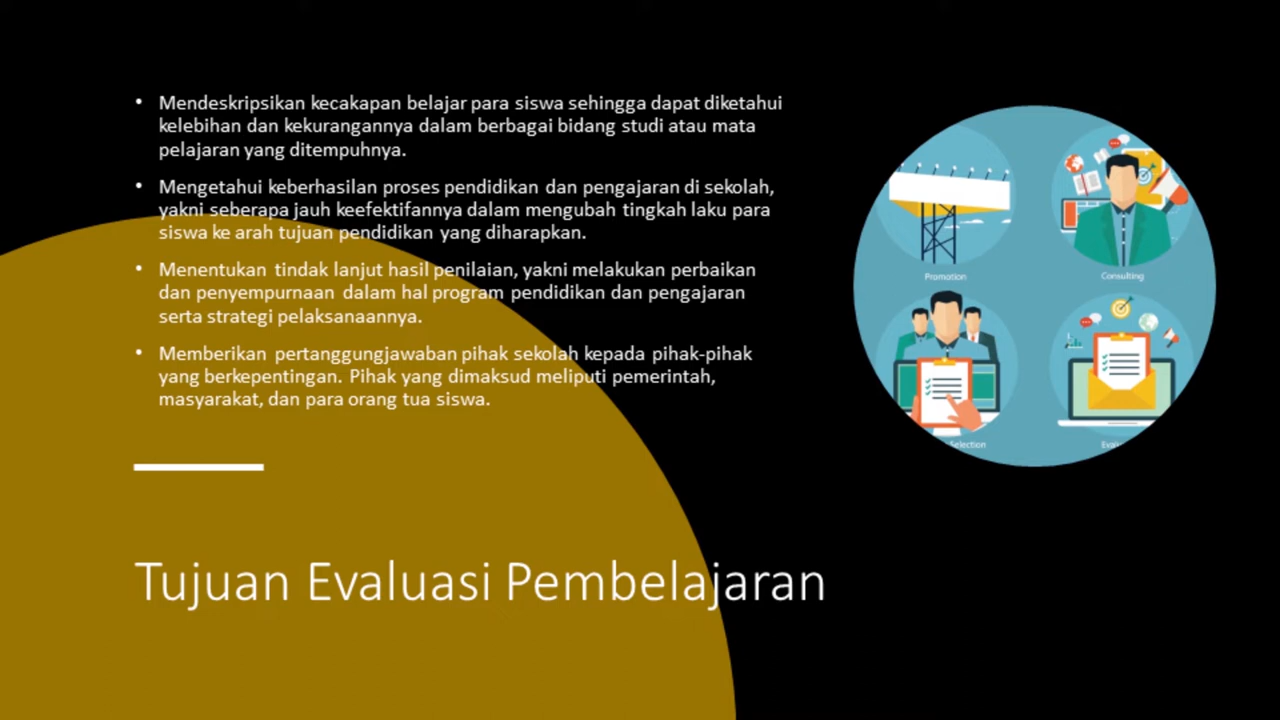 • Mendeskripsikan kecakapan belajar para siswa sehingga dapat diketahui
kelebihan dan kekurangannya dalam berbagai bidang studi atau mata
pelajaran yang ditempuhnya.
• Mengetahui keberhasilan proses pendidikan dan pengajaran di sekolah,
yakni seberapa jauh keefektifannya dalam mengubah tingkah laku para
siswa ke arah tujuan pendidikan yang diharapkan.
• Menentukan tindak lanjut hasil penilaian, yakni melakukan perbaikan
dan penyempurnaan dalam hal program pendidikan dan pengajaran
serta strategi pelaksanaannya.
• Memberikan pertanggungjawaban pihak sekolah kepada pihak-pihak
yang berkepentingan. Pihak yang dimaksud meliputi pemerintah,
masyarakat, dan para orang tua siswa.
Tujuan Evaluasi Pembelajaran
Promotion
Consulting
Selection